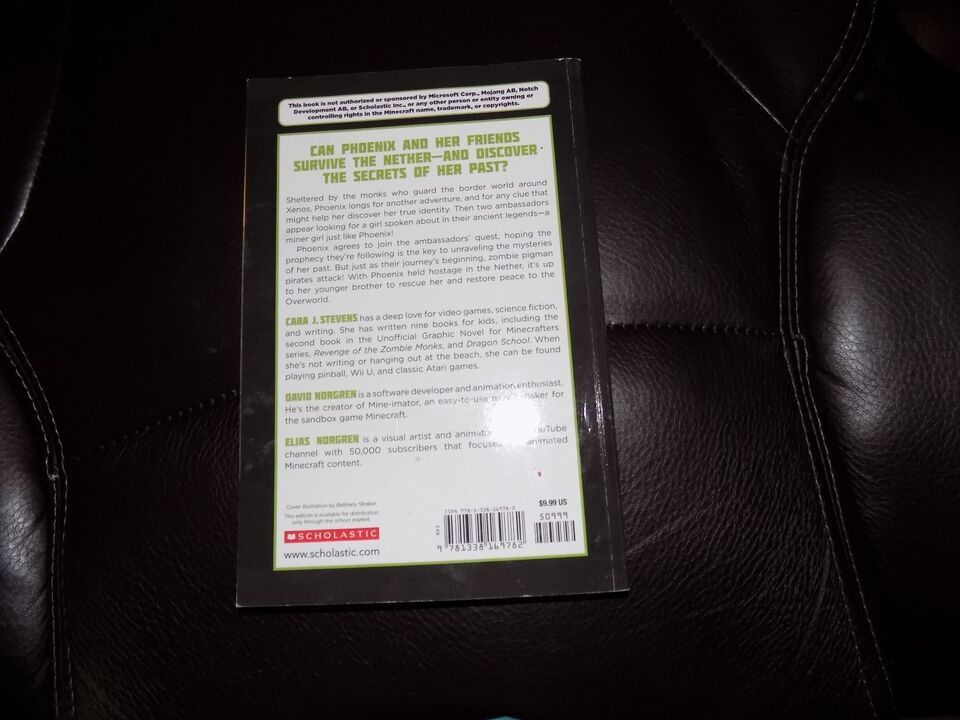 This book is not authorized or sponsored by Microsoft Corp., Mojang AB, Notch
Development AB, or Scholastic Inc., or any other person or entity owning or
controlling rights in the Minecraft name, trademark, or copyrights.
CAN PHOENIX AND HER FRIENDS
SURVIVE THE NETHER—AND DISCOVER
THE SECRETS OF HER PAST?
Sheltered by the monks who guard the border world around
Xenos, Phoenix longs for another adventure, and for any clue that
might help her discover her true identity. Then two ambassadors
appear looking for a girl spoken about in their ancient legends—a
miner girl just like Phoenix!
Phoenix agrees to join the ambassadors' quest, hoping the
prophecy they're following is the key to unraveling the mysteries
of her past. But just as their journey's beginning, zombie pigman
pirates attack! With Phoenix held hostage in the Nether, it's up
to her younger brother to rescue her and restore peace to the
Overworld.
CARA J. STEVENS has a deep love for video games, science fiction,
and writing. She has written nine books for kids, including the
second book in the Unofficial Graphic Novel for Minecrafters
series, Revenge of the Zombie Monks, and Dragon School. When
she's not writing or hanging out at the beach, she can be found
playing pinball, Wii U, and classic Atari games.
DAVID NORGREN is a software developer and animation enthusiast.
He's the creator of Mine-imator, an easy-to-use for
the sandbox game Minecraft.
ELIAS NORGREN is a visual artist and YouTube
channel with 50,000 subscribers that animated
Minecraft content.
Cover illustration by Bethany Straker
This edition is available for distribution
only through the school market.
SCHOLASTIC
www.scholastic.com
$9.99 US
ISBN 978-1-338-16978-2
50999
9 781338 169782